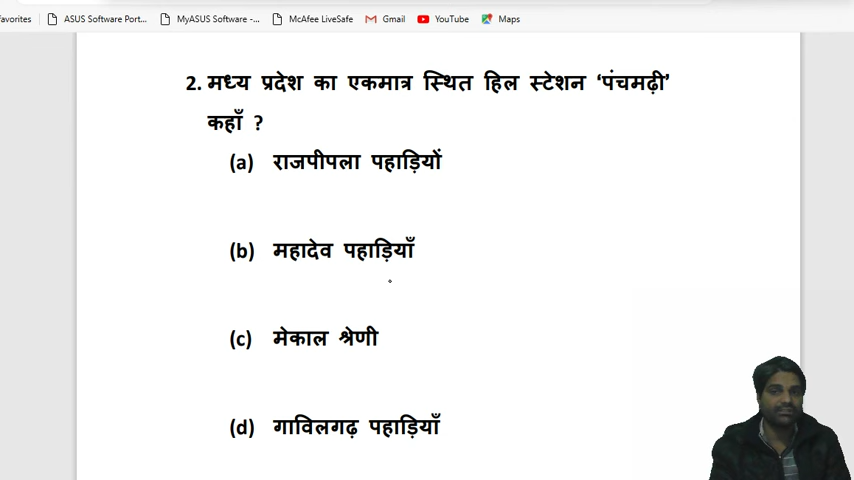 avorites ASUS Software Port... MyASUS Software -... McAfee LiveSafe Gmail YouTube Maps
2. मध्य प्रदेश का एकमात्र स्थित हिल स्टेशन ‘पंचमढ़ी’
कहाँ ?
(a) राजपीपला पहाड़ियों
(b) महादेव पहाड़ियाँ
(c) मेकाल श्रेणी
(d) गाविलगढ़ पहाड़ियाँ